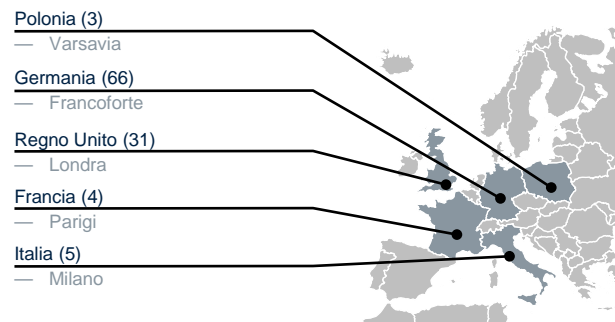 Polonia (3)
— Varsavia
Germania (66)
— Francoforte
Regno Unito (31)
— Londra
Francia (4)
— Parigi
Italia (5)
— Milano